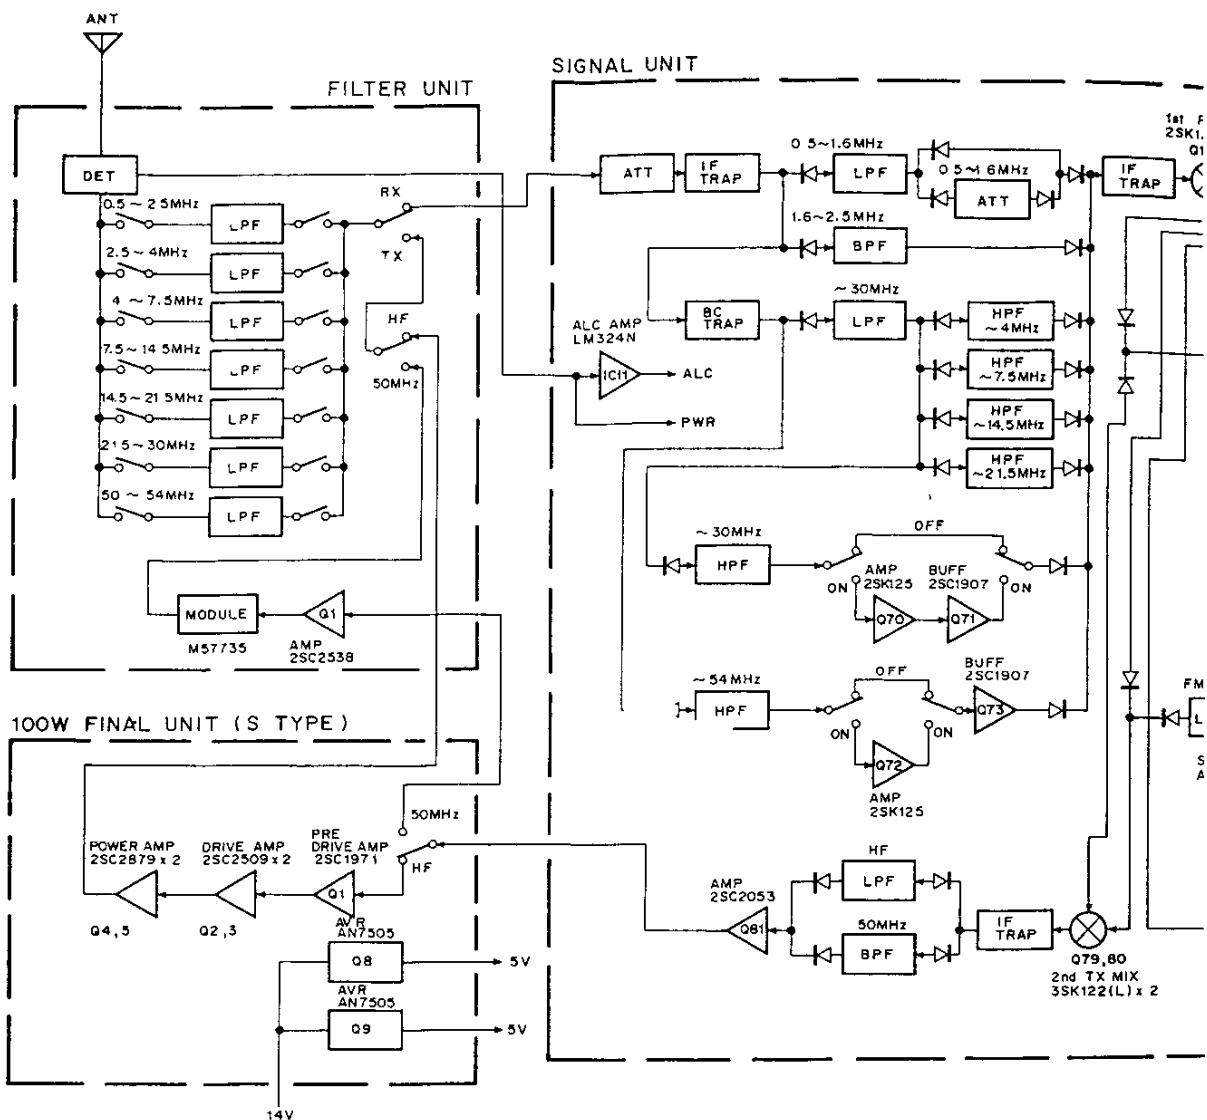 ANT
FILTER UNIT
DET
0.5~25MHz
LPF
2.5~4MHz
LPF
4~7.5MHz
LPF
7.5~14 5MHz
LPF
14.5~21 5MHz
LPF
21 5~30MHz
LPF
50~54MHz
LPF
RX
TX
HF
50MHz
MODULE
M57735
Q1
AMP
2SC2538
100W FINAL UNIT (S TYPE)
50MHz
HF
POWER AMP
2SC2879 x 2
Q4,5
DRIVE AMP
2SC2509 x 2
Q2,3
PRE
DRIVE AMP
2SC1971
Q1
AVR
AN7505
Q8
5V
AVR
AN7505
Q9
5V
14V
SIGNAL UNIT
ATT
IF
TRAP
0 5~1.6MHz
LPF
0 5~1.6MHz
ATT
IF
TRAP
1st
2SK1
Q1
1.6~2.5MHz
BPF
BC
TRAP
~30MHz
LPF
HPF
~4MHz
HPF
~7.5MHz
HPF
~14.5MHz
HPF
~21.5MHz
ALC AMP
LM324N
IC11
ALC
PWR
~30MHz
HPF
OFF
ON
AMP
2SK125
Q70
BUFF
2SC1907
Q71
ON
~54MHz
HPF
OFF
ON
Q72
AMP
2SK125
ON
BUFF
2SC1907
Q73
FM
L
AMP
2SC2053
Q81
HF
LPF
50MHz
BPF
IF
TRAP
Q79,80
2nd TX MIX
3SK122(L) x 2